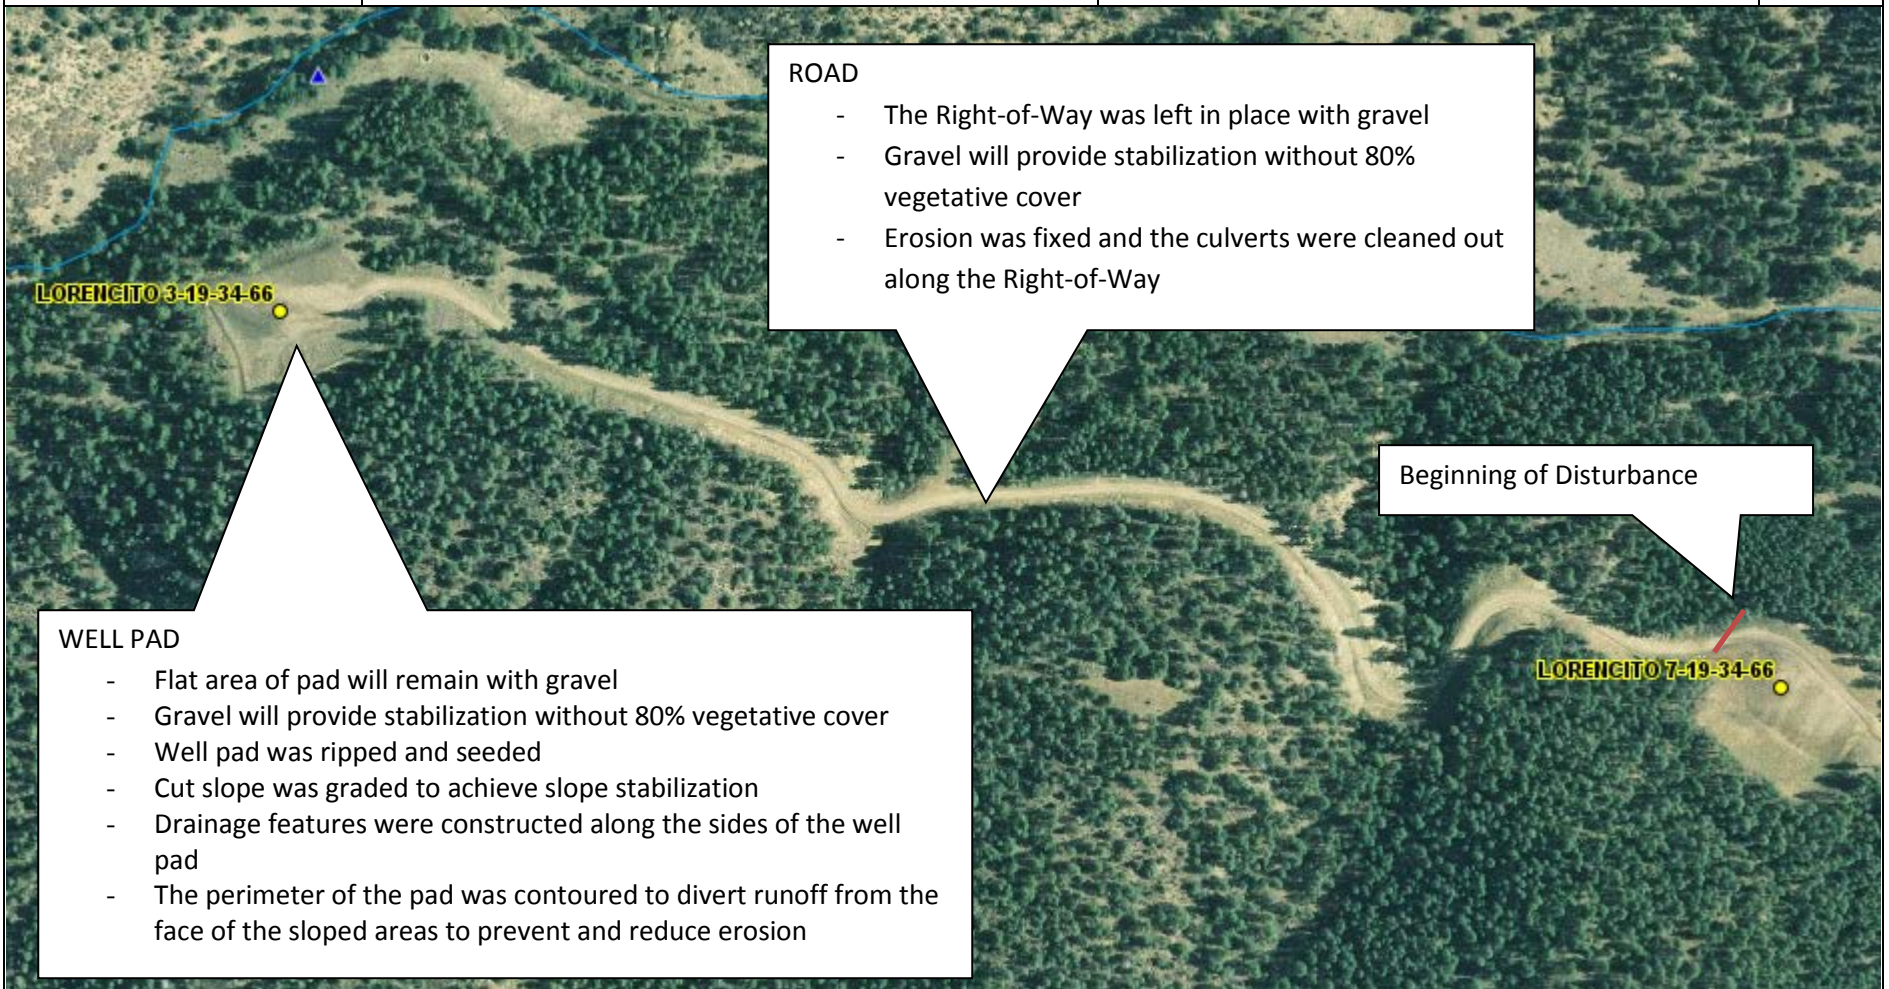 ROAD
- The Right-of-Way was left in place with gravel
- Gravel will provide stabilization without 80%
vegetative cover
- Erosion was fixed and the culverts were cleaned out
along the Right-of-Way
LORENCITO 3-19-34-66
Beginning of Disturbance
LORENCITO 7-19-34-66
WELL PAD
- Flat area of pad will remain with gravel
- Gravel will provide stabilization without 80% vegetative cover
- Well pad was ripped and seeded
- Cut slope was graded to achieve slope stabilization
- Drainage features were constructed along the sides of the well
pad
- The perimeter of the pad was contoured to divert runoff from the
face of the sloped areas to prevent and reduce erosion